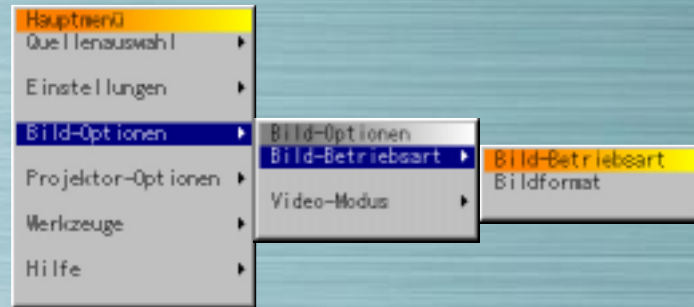 Hauptmenü
Quellenauswahl
Einstellungen
Bild-Optionen
Projektor-Optionen
Werkzeuge
Hilfe
Bild-Optionen
Bild-Betriebsart
Video-Modus
Bild-Betriebsart
Bildformat